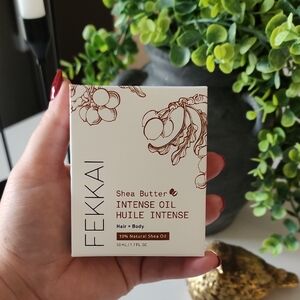 FEKKAI
Shea Butter
INTENSE OIL
HUILE INTENSE
Hair + Body
10% Natural Shea Oil
50 mL / 1.7 FL OZ